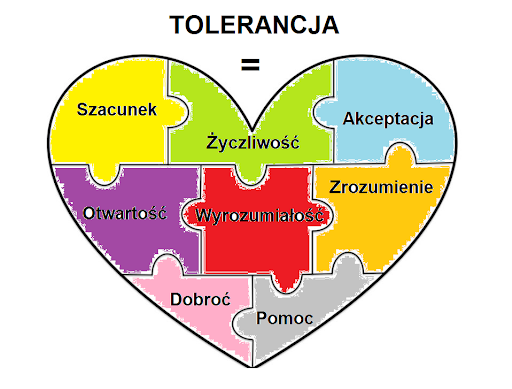 TOLERANCJA
=
Szacunek
Życzliwość
Akceptacja
Otwartość
Wyrozumiałość
Zrozumienie
Dobroć
Pomoc